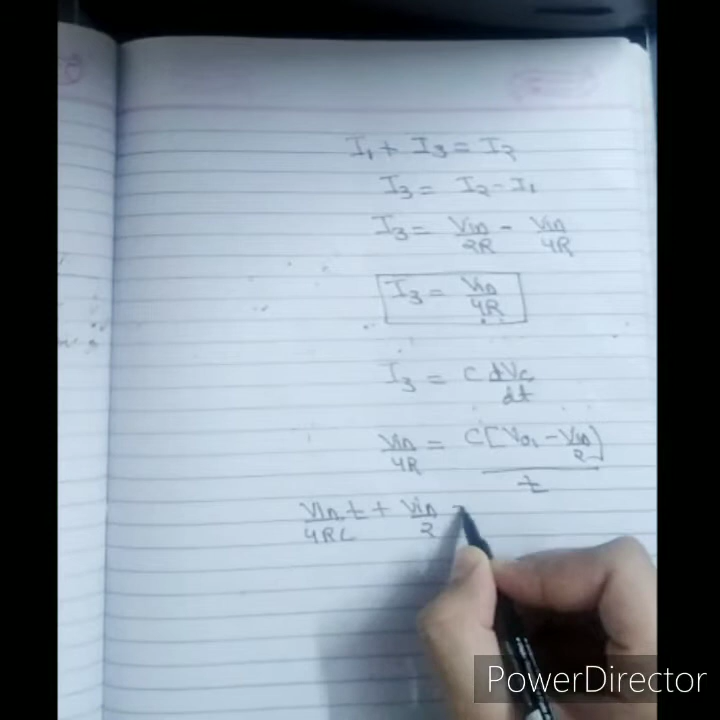 I₁ + I₃ = I₂
I₃ = I₂ - I₁
I₃ = Vin/2R - Vin/4R
I₃ = Vin/4R
I₃ = C dVc/dt
Vin/4R = C[Vo₁ - Vin/2]/t
Vin.t/4RC + Vin/2 =
PowerDirector